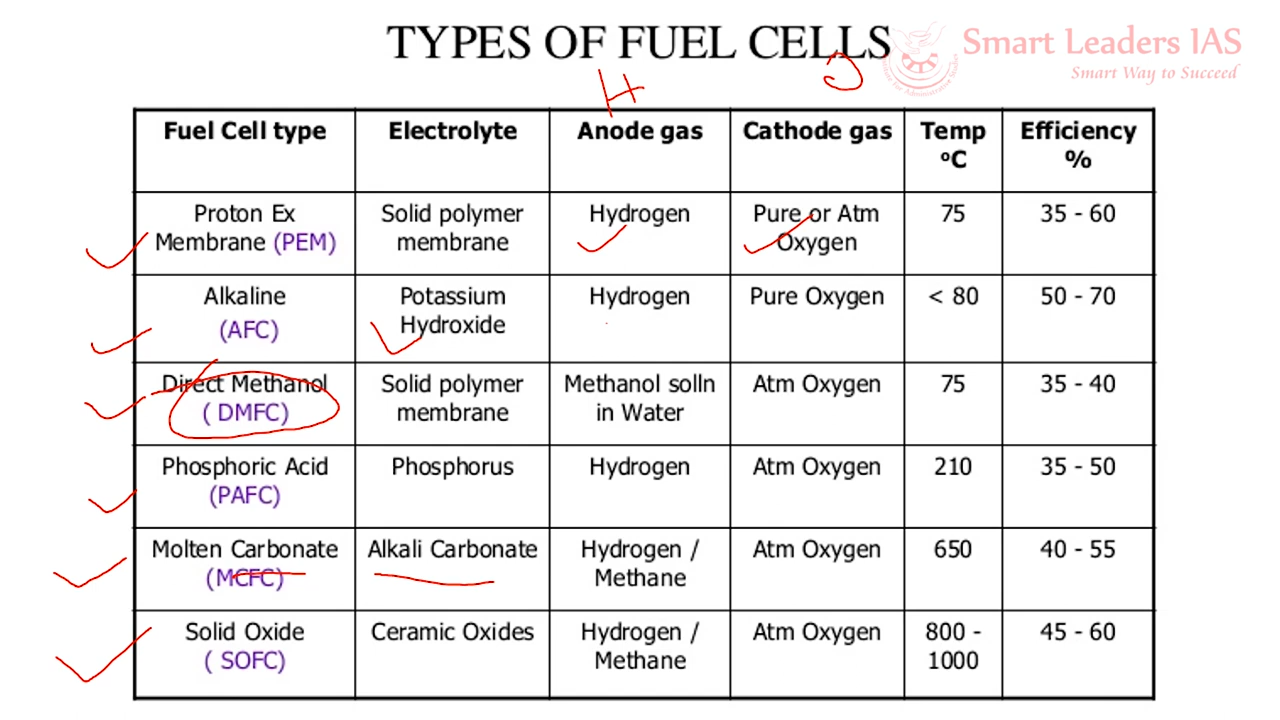 TYPES OF FUEL CELLS
Smart Leaders IAS
Smart Way to Succeed
H
O
Fuel Cell type Electrolyte Anode gas Cathode gas Temp Efficiency
ºC %
Proton Ex Solid polymer Hydrogen Pure or Atm 75 35 - 60
Membrane (PEM) membrane Oxygen
Alkaline Potassium Hydrogen Pure Oxygen < 80 50 - 70
(AFC) Hydroxide
Direct Methanol Solid polymer Methanol solln Atm Oxygen 75 35 - 40
( DMFC) membrane in Water
Phosphoric Acid Phosphorus Hydrogen Atm Oxygen 210 35 - 50
(PAFC)
Molten Carbonate Alkali Carbonate Hydrogen / Atm Oxygen 650 40 - 55
(MCFC) Methane
Solid Oxide Ceramic Oxides Hydrogen / Atm Oxygen 800 - 45 - 60
( SOFC) Methane 1000